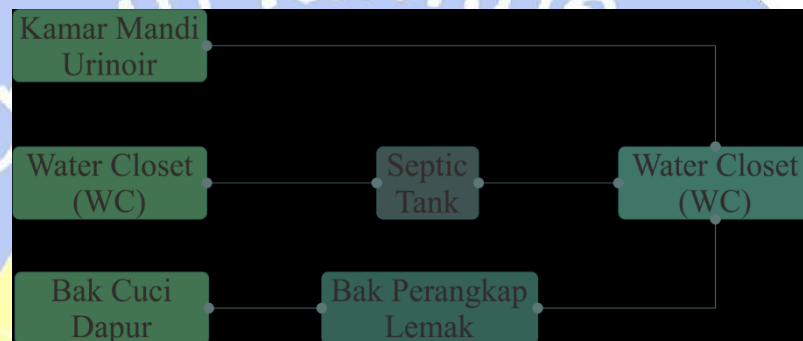 Kamar Mandi
Urinoir
Water Closet
(WC)
Septic
Tank
Water Closet
(WC)
Bak Cuci
Dapur
Bak Perangkap
Lemak